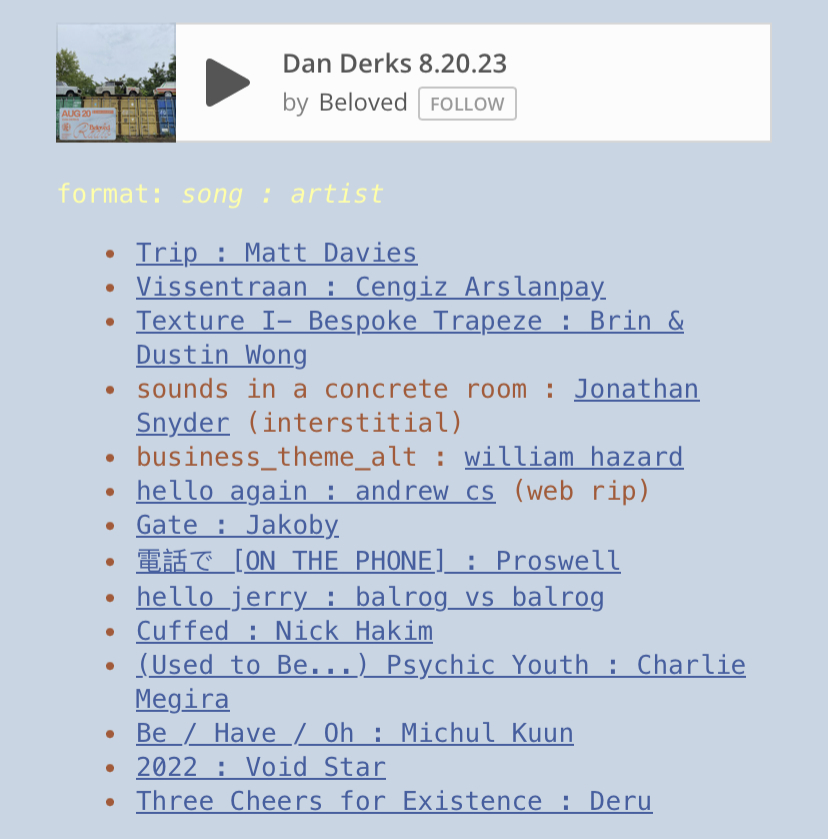 AUG 20
Dan Derks 8.20.23
by Beloved FOLLOW
format: song : artist
Trip : Matt Davies
Vissentraan : Cengiz Arslanpay
Texture I— Bespoke Trapeze : Brin &
Dustin Wong
sounds in a concrete room : Jonathan
Snyder (interstitial)
business_theme_alt : william hazard
hello again : andrew cs (web rip)
Gate : Jakoby
電話で [ON THE PHONE] : Proswell
hello jerry : balrog vs balrog
Cuffed : Nick Hakim
(Used to Be...) Psychic Youth : Charlie
Megira
Be / Have / Oh : Michul Kuun
2022 : Void Star
Three Cheers for Existence : Deru